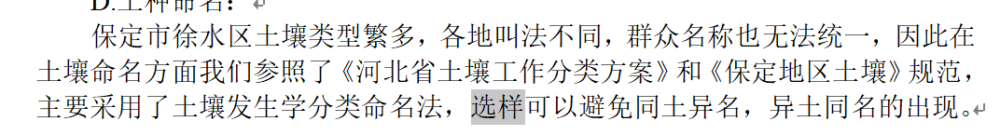 D.土种命名：
保定市徐水区土壤类型繁多，各地叫法不同，群众名称也无法统一，因此在
土壤命名方面我们参照了《河北省土壤工作分类方案》和《保定地区土壤》规范，
主要采用了土壤发生学分类命名法，选样可以避免同土异名，异土同名的出现。